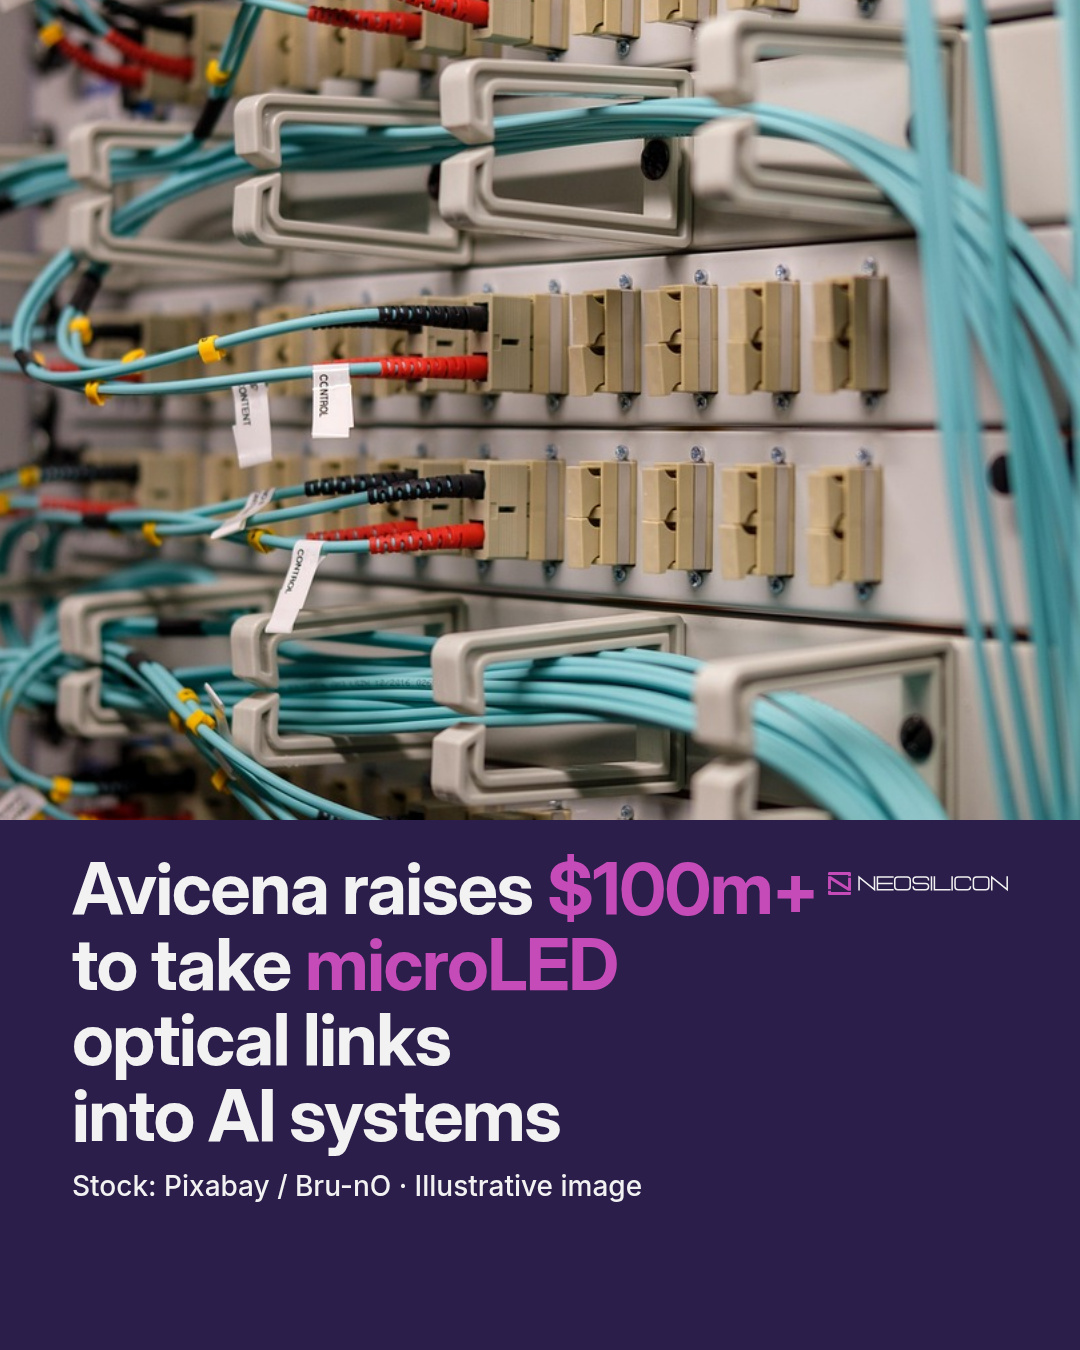 CONTROL
CONTROL
Avicena raises $100m+
NEOSILICON
to take microLED
optical links
into AI systems
Stock: Pixabay / Bru-nO · Illustrative image